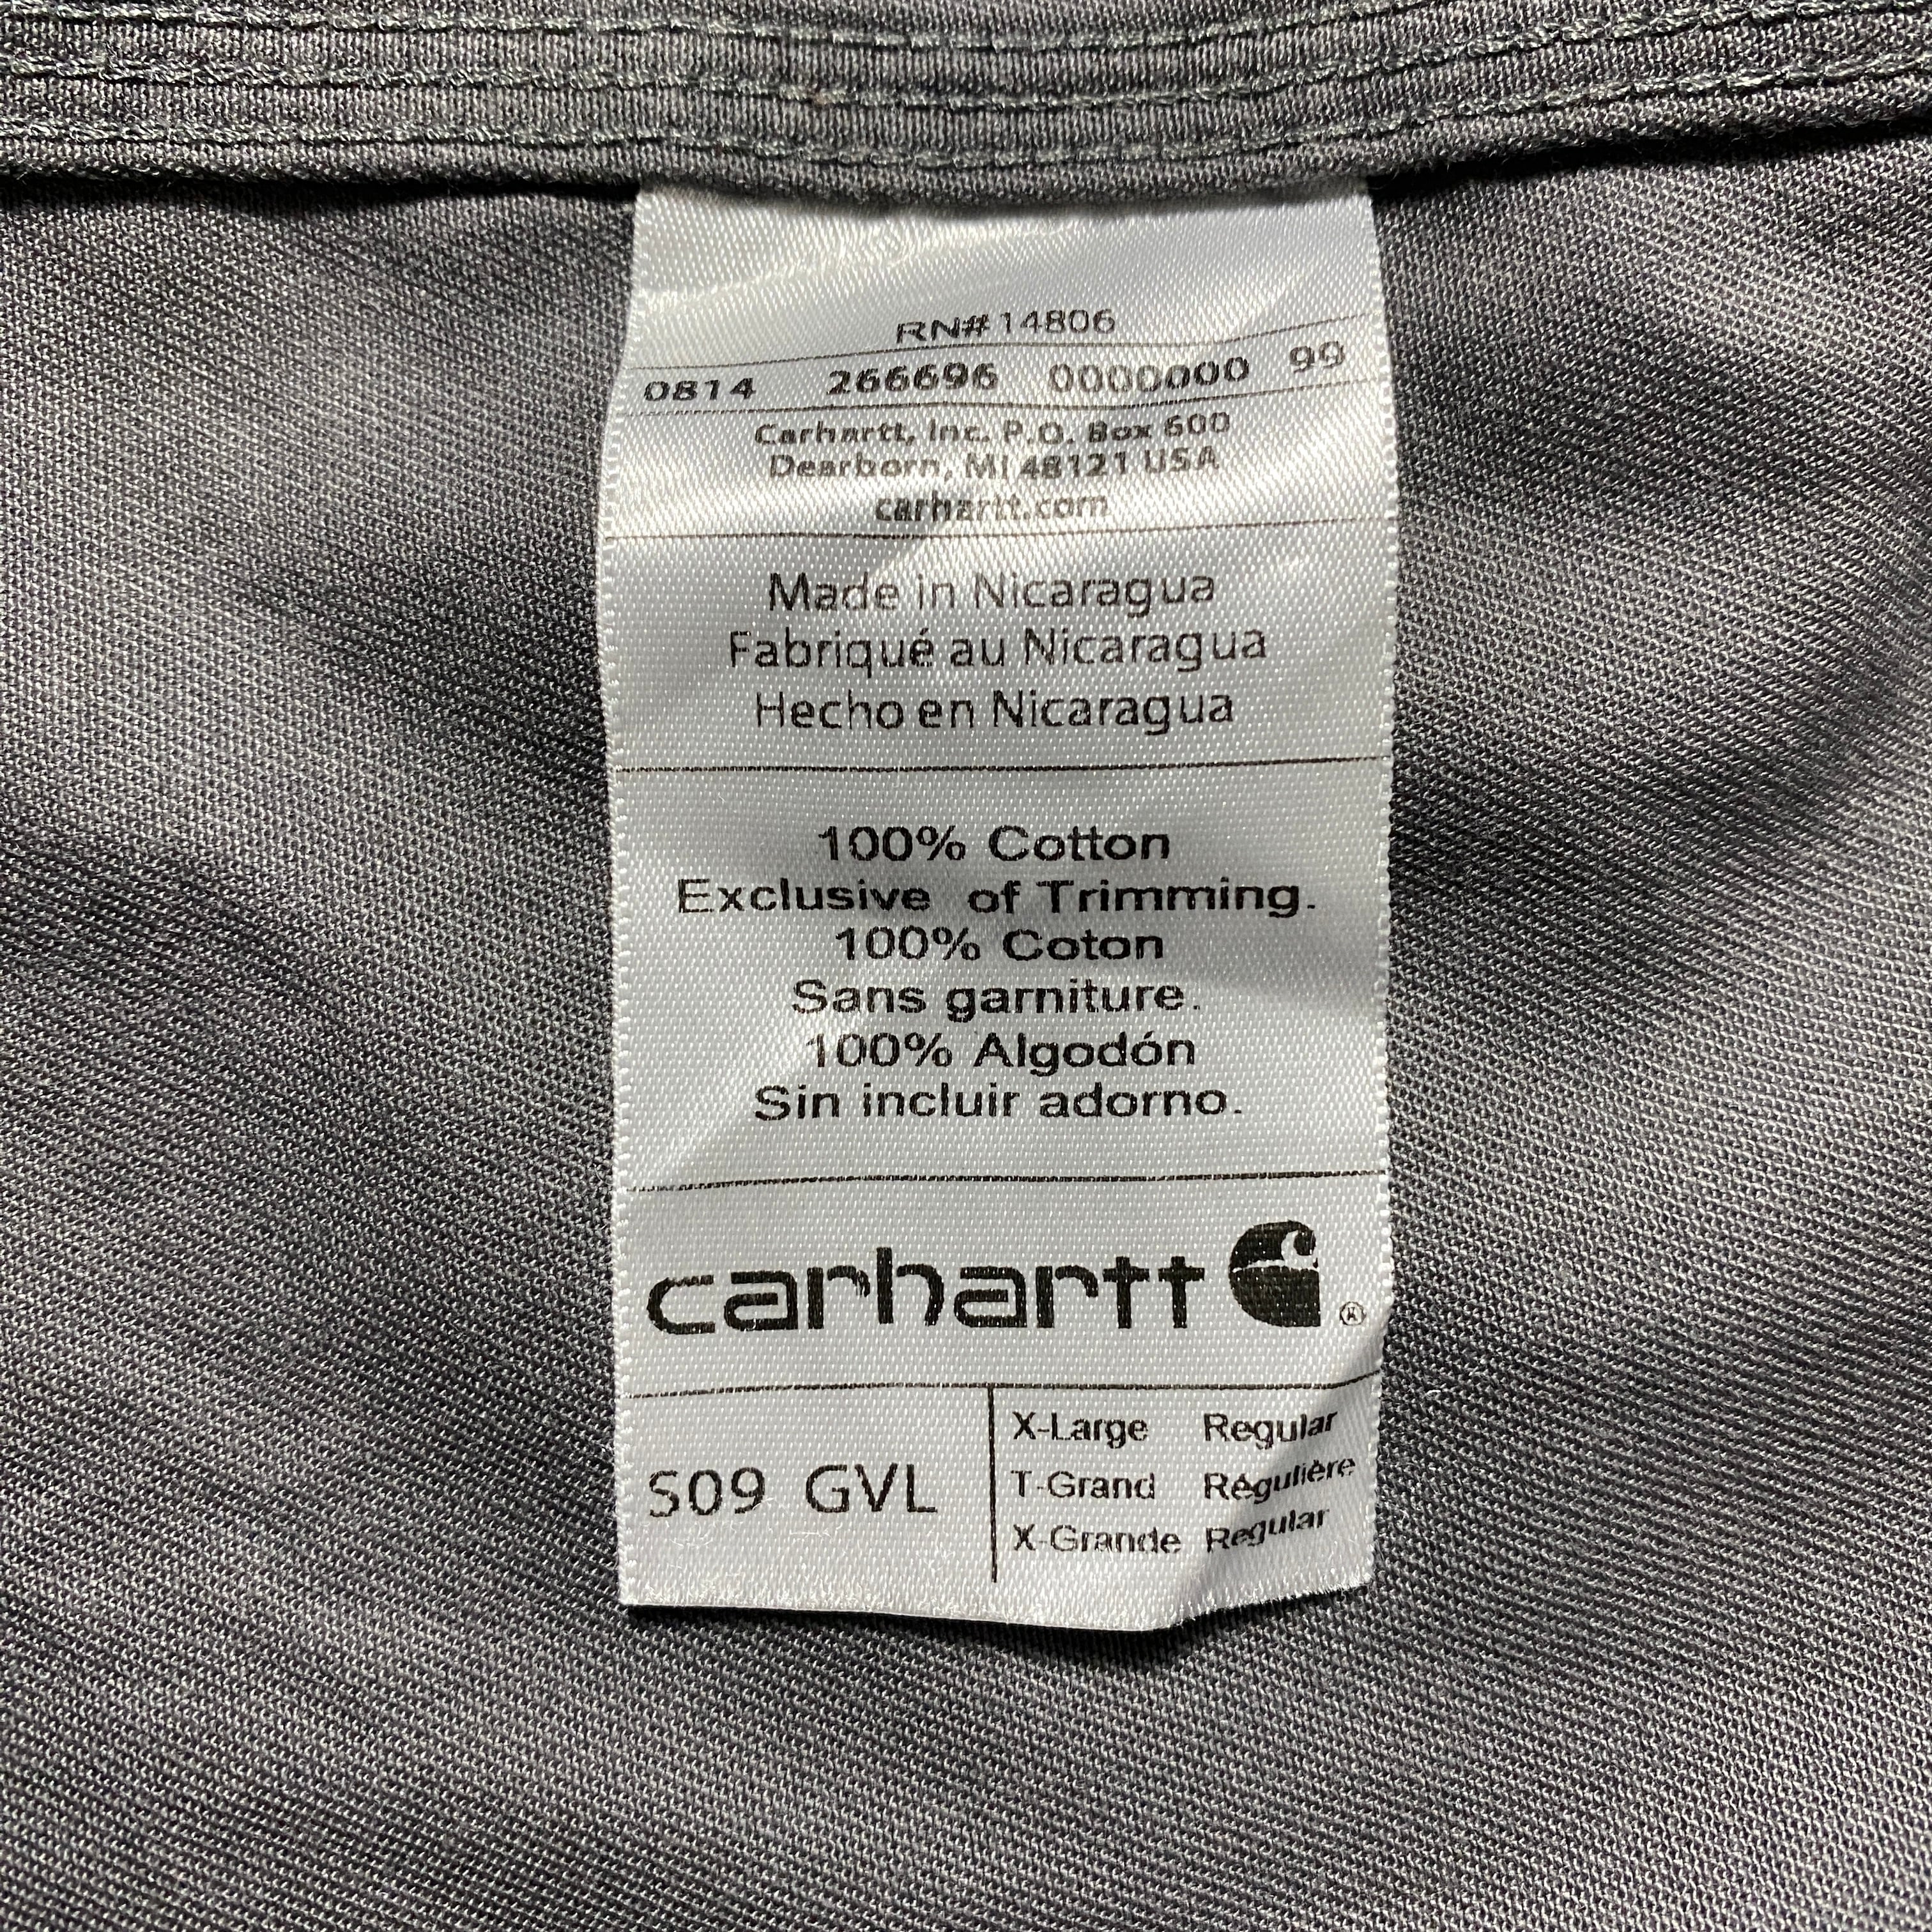 RN# 14806
0814 266696 0000000 99
Carhartt, Inc. P.O. Box 600
Dearborn, MI 48121 USA
carhartt.com
Made in Nicaragua
Fabriqué au Nicaragua
Hecho en Nicaragua
100% Cotton
Exclusive of Trimming.
100% Coton
Sans garniture.
100% Algodón
Sin incluir adorno.
carhartt ®
S09 GVL
X-Large Regular
T-Grand Régulière
X-Grande Regular